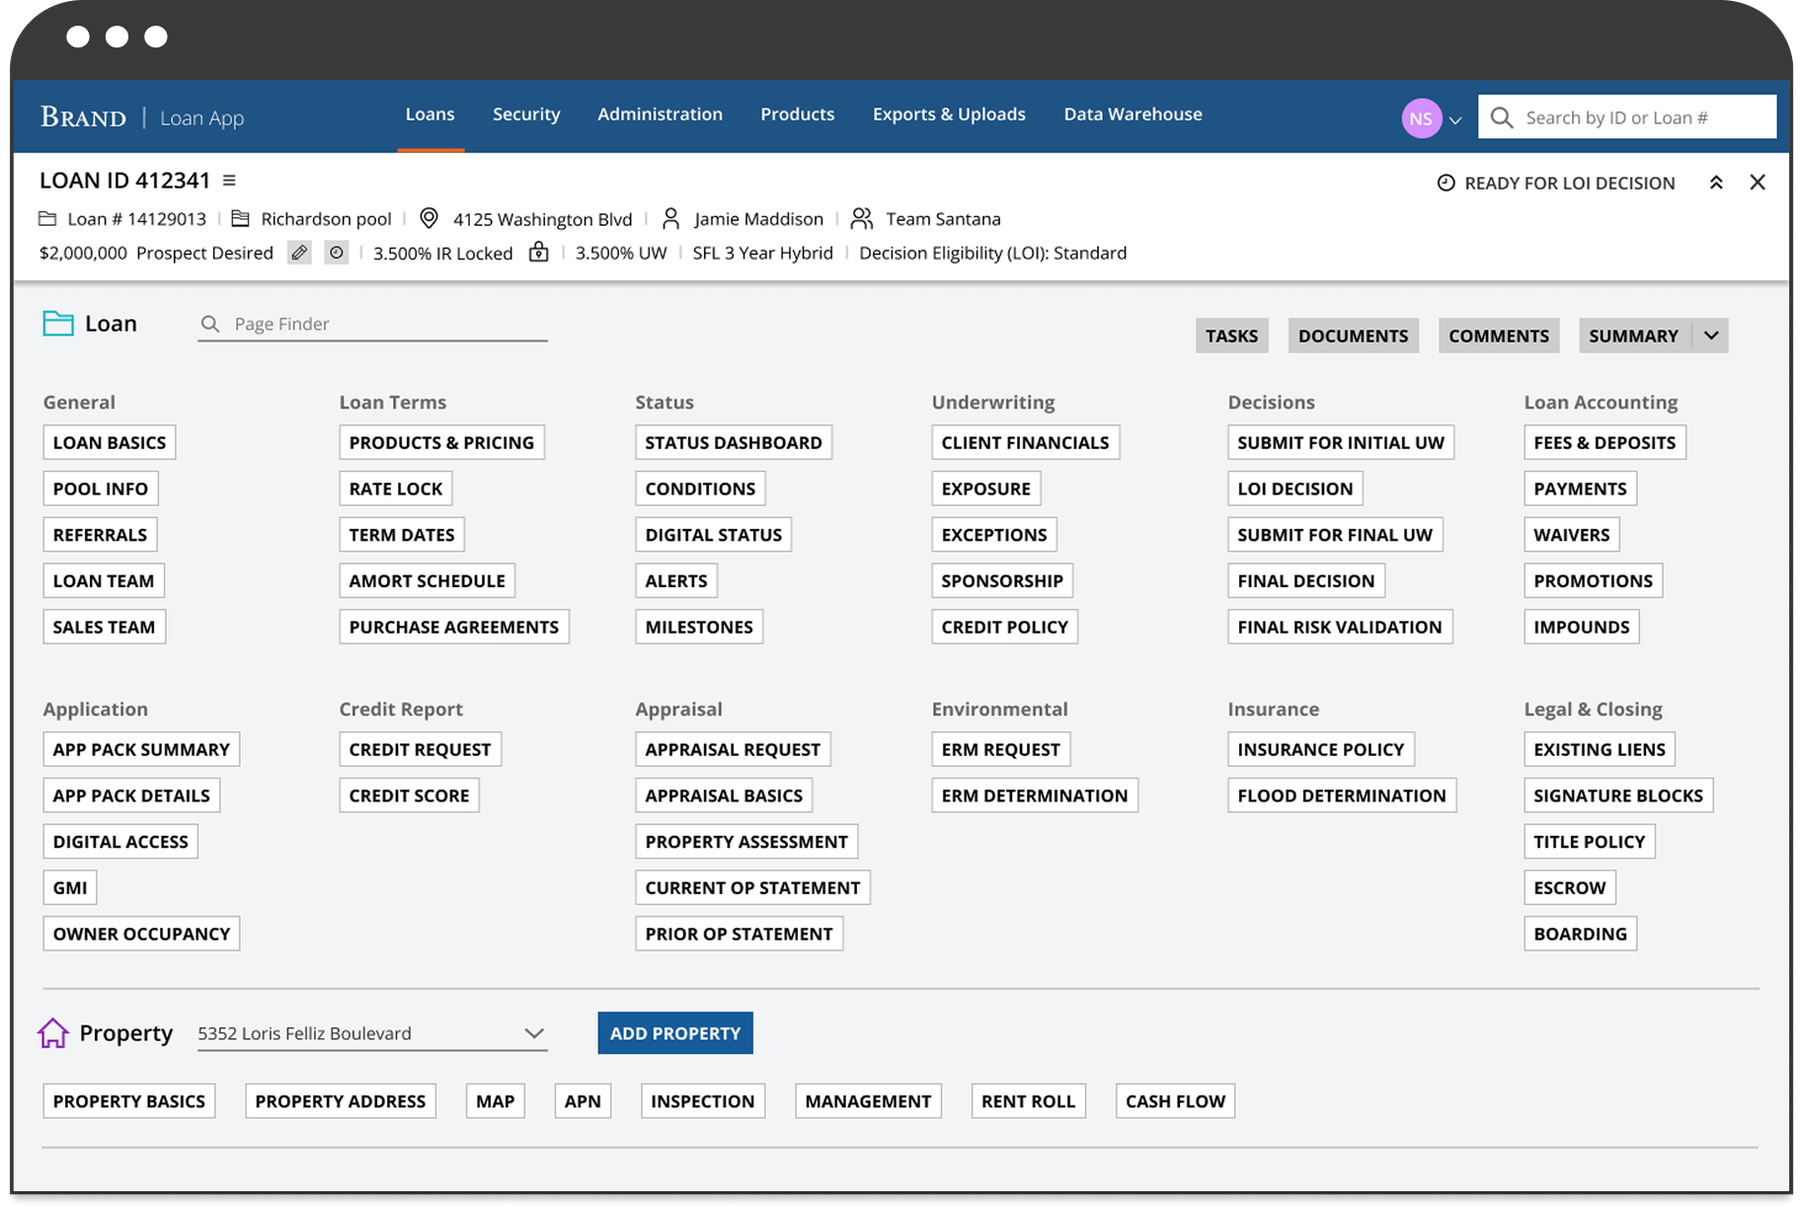 BRAND | Loan App Loans Security Administration Products Exports & Uploads Data Warehouse NS Search by ID or Loan #
LOAN ID 412341 READY FOR LOI DECISION
Loan # 14129013 | Richardson pool | 4125 Washington Blvd | Jamie Maddison | Team Santana
$2,000,000 Prospect Desired | 3.500% IR Locked | 3.500% UW | SFL 3 Year Hybrid | Decision Eligibility (LOI): Standard
Loan Page Finder TASKS DOCUMENTS COMMENTS SUMMARY
General
LOAN BASICS
POOL INFO
REFERRALS
LOAN TEAM
SALES TEAM
Loan Terms
PRODUCTS & PRICING
RATE LOCK
TERM DATES
AMORT SCHEDULE
PURCHASE AGREEMENTS
Status
STATUS DASHBOARD
CONDITIONS
DIGITAL STATUS
ALERTS
MILESTONES
Underwriting
CLIENT FINANCIALS
EXPOSURE
EXCEPTIONS
SPONSORSHIP
CREDIT POLICY
Decisions
SUBMIT FOR INITIAL UW
LOI DECISION
SUBMIT FOR FINAL UW
FINAL DECISION
FINAL RISK VALIDATION
Loan Accounting
FEES & DEPOSITS
PAYMENTS
WAIVERS
PROMOTIONS
IMPOUNDS
Application
APP PACK SUMMARY
APP PACK DETAILS
DIGITAL ACCESS
GMI
OWNER OCCUPANCY
Credit Report
CREDIT REQUEST
CREDIT SCORE
Appraisal
APPRAISAL REQUEST
APPRAISAL BASICS
PROPERTY ASSESSMENT
CURRENT OP STATEMENT
PRIOR OP STATEMENT
Environmental
ERM REQUEST
ERM DETERMINATION
Insurance
INSURANCE POLICY
FLOOD DETERMINATION
Legal & Closing
EXISTING LIENS
SIGNATURE BLOCKS
TITLE POLICY
ESCROW
BOARDING
Property 5352 Loris Felliz Boulevard ADD PROPERTY
PROPERTY BASICS PROPERTY ADDRESS MAP APN INSPECTION MANAGEMENT RENT ROLL CASH FLOW